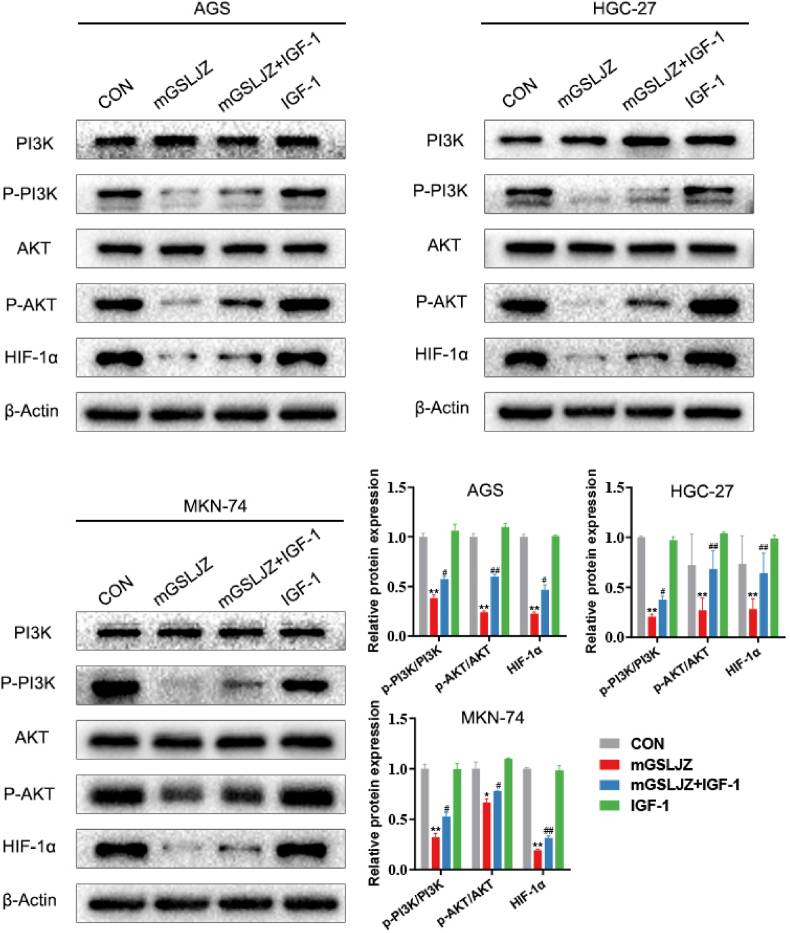 AGS
CON mGSLJZ mGSLJZ+IGF-1 IGF-1
PI3K
P-PI3K
AKT
P-AKT
HIF-1α
β-Actin
HGC-27
CON mGSLJZ mGSLJZ+IGF-1 IGF-1
PI3K
P-PI3K
AKT
P-AKT
HIF-1α
β-Actin
MKN-74
CON mGSLJZ mGSLJZ+IGF-1 IGF-1
PI3K
P-PI3K
AKT
P-AKT
HIF-1α
β-Actin
AGS
Relative protein expression
1.5
1.0
0.5
0.0
** # ** ## ** #
p-PI3K/PI3K p-AKT/AKT HIF-1α
HGC-27
Relative protein expression
1.5
1.0
0.5
0.0
** # ** ## ** ##
p-PI3K/PI3K p-AKT/AKT HIF-1α
MKN-74
Relative protein expression
1.5
1.0
0.5
0.0
** # * # ** ##
p-PI3K/PI3K p-AKT/AKT HIF-1α
CON
mGSLJZ
mGSLJZ+IGF-1
IGF-1